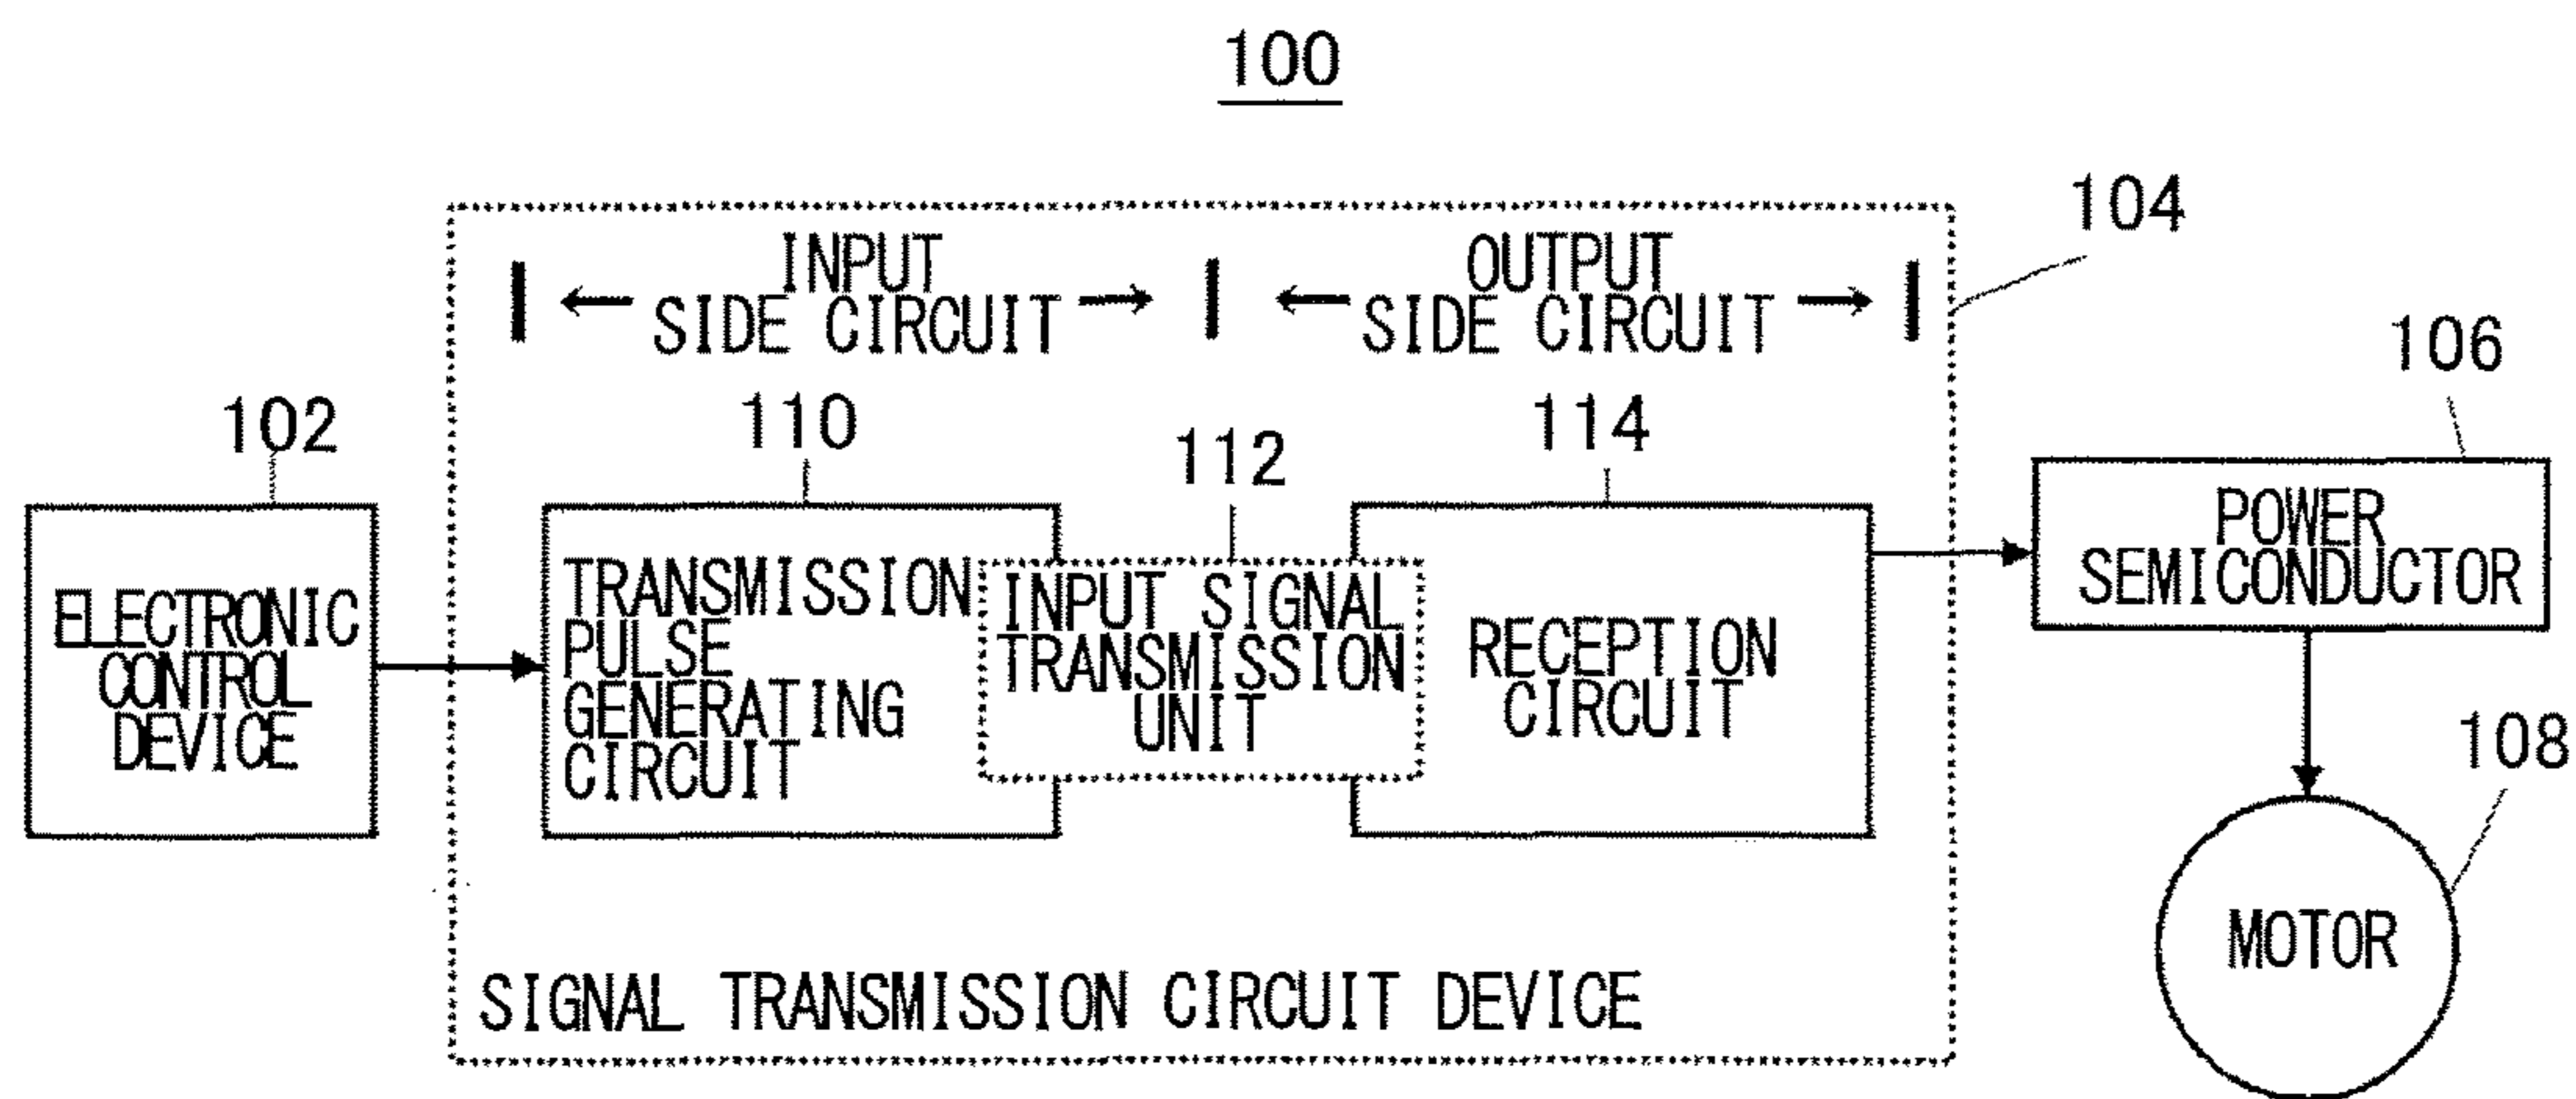 100
104
INPUT
SIDE CIRCUIT
OUTPUT
SIDE CIRCUIT
106
102
110
112
114
ELECTRONIC
CONTROL
DEVICE
TRANSMISSION
PULSE
GENERATING
CIRCUIT
INPUT SIGNAL
TRANSMISSION
UNIT
RECEPTION
CIRCUIT
POWER
SEMICONDUCTOR
108
MOTOR
SIGNAL TRANSMISSION CIRCUIT DEVICE